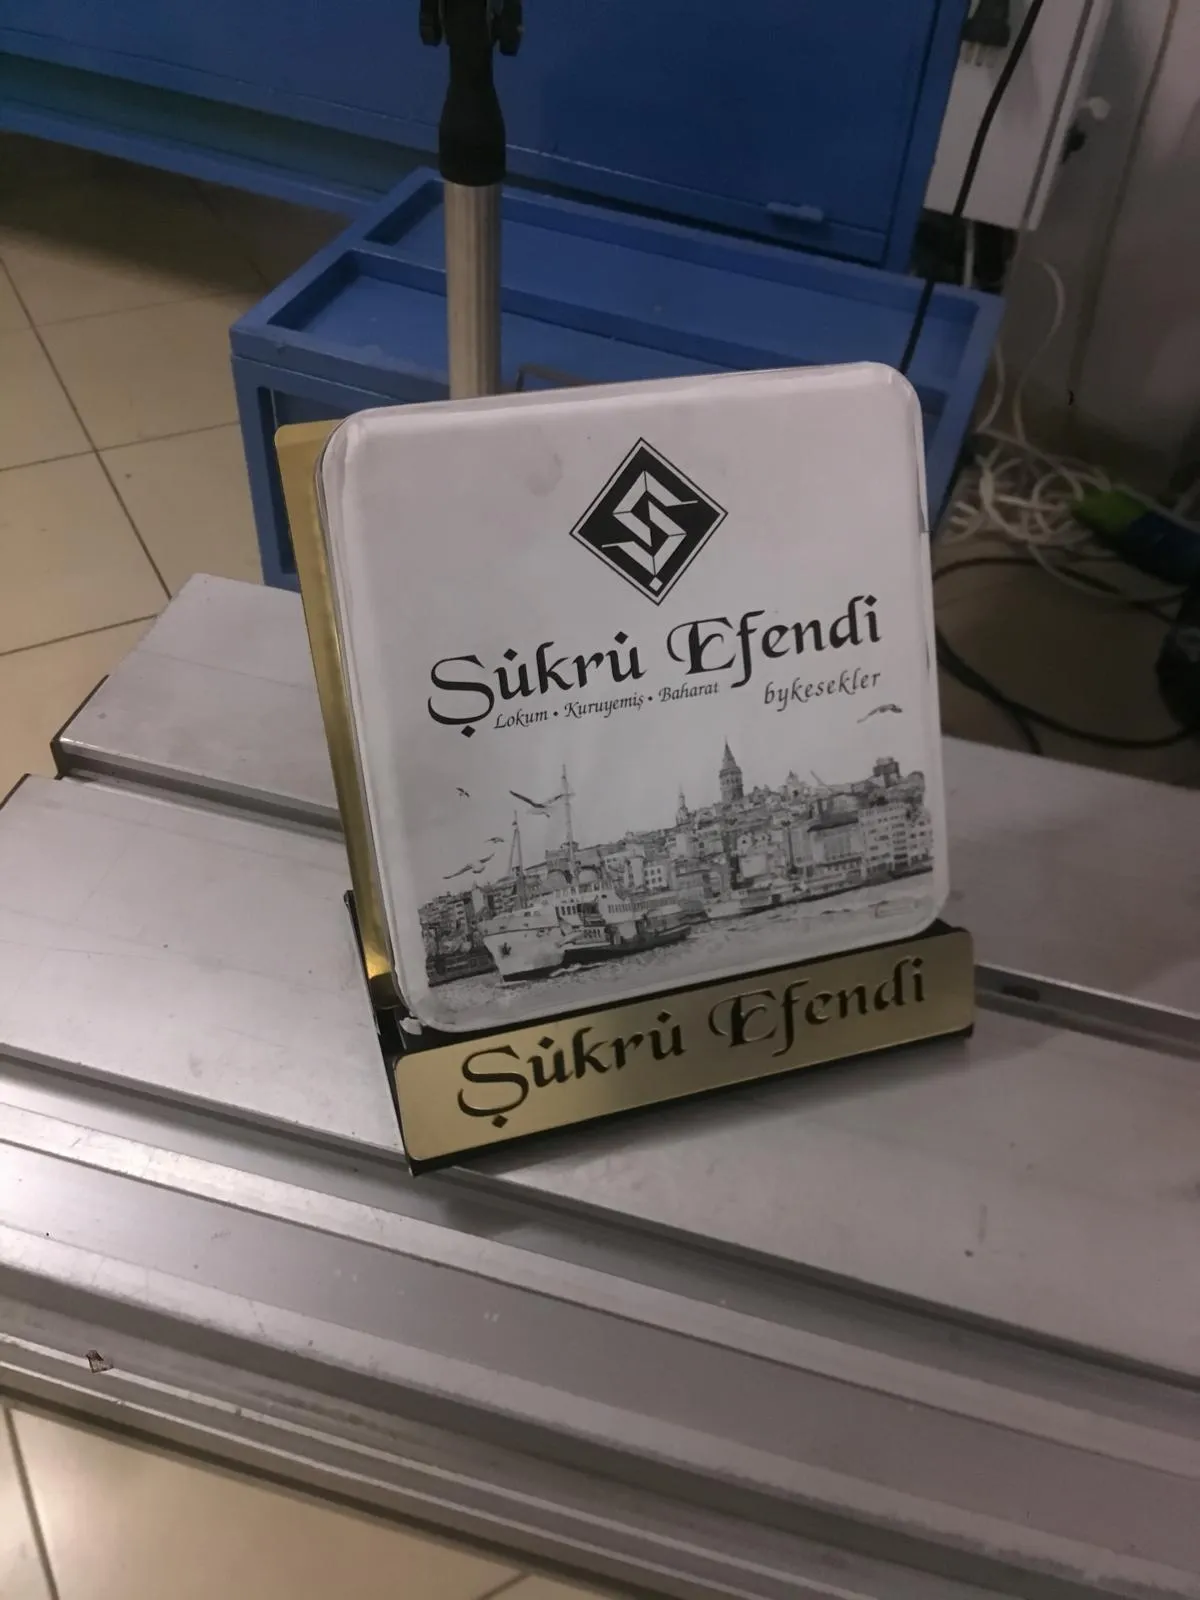 Şükrü Efendi
Lokum • Kuruyemiş • Baharat
bykesekler
Şükrü Efendi